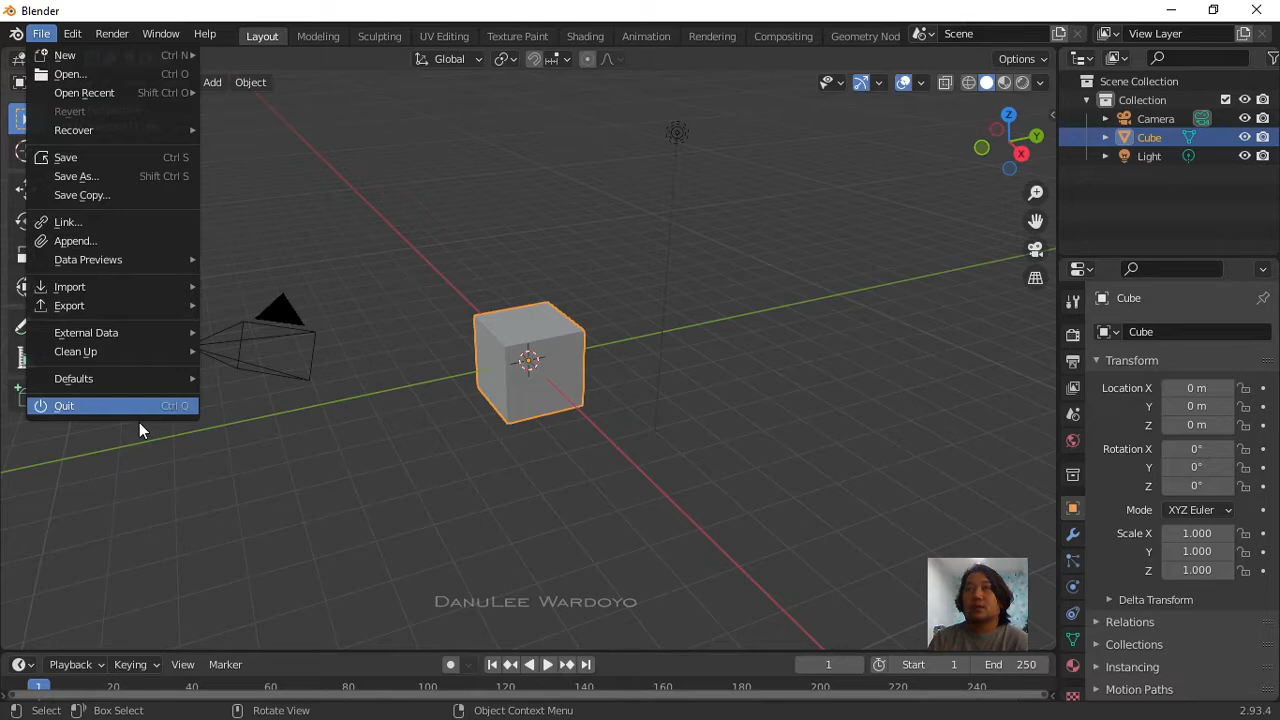 Blender
File Edit Render Window Help Layout Modeling Sculpting UV Editing Texture Paint Shading Animation Rendering Compositing Geometry Nod Scene View Layer
New Ctrl N
Open... Ctrl O
Open Recent Shift Ctrl O
Revert
Recover
Save Ctrl S
Save As... Shift Ctrl S
Save Copy...
Link...
Append...
Data Previews
Import
Export
External Data
Clean Up
Defaults
Quit Ctrl Q
Add Object
Global
Options
Z
Y
X
DanuLee Wardoyo
Scene Collection
Collection
Camera
Cube
Light
Cube
Cube
Transform
Location X 0 m
Y 0 m
Z 0 m
Rotation X 0°
Y 0°
Z 0°
Mode XYZ Euler
Scale X 1.000
Y 1.000
Z 1.000
Delta Transform
Relations
Collections
Instancing
Motion Paths
Playback Keying View Marker 1 Start 1 End 250
1 20 40 60 80 100 120 140 160 180 200 220 240
Select Box Select Rotate View Object Context Menu 2.93.4